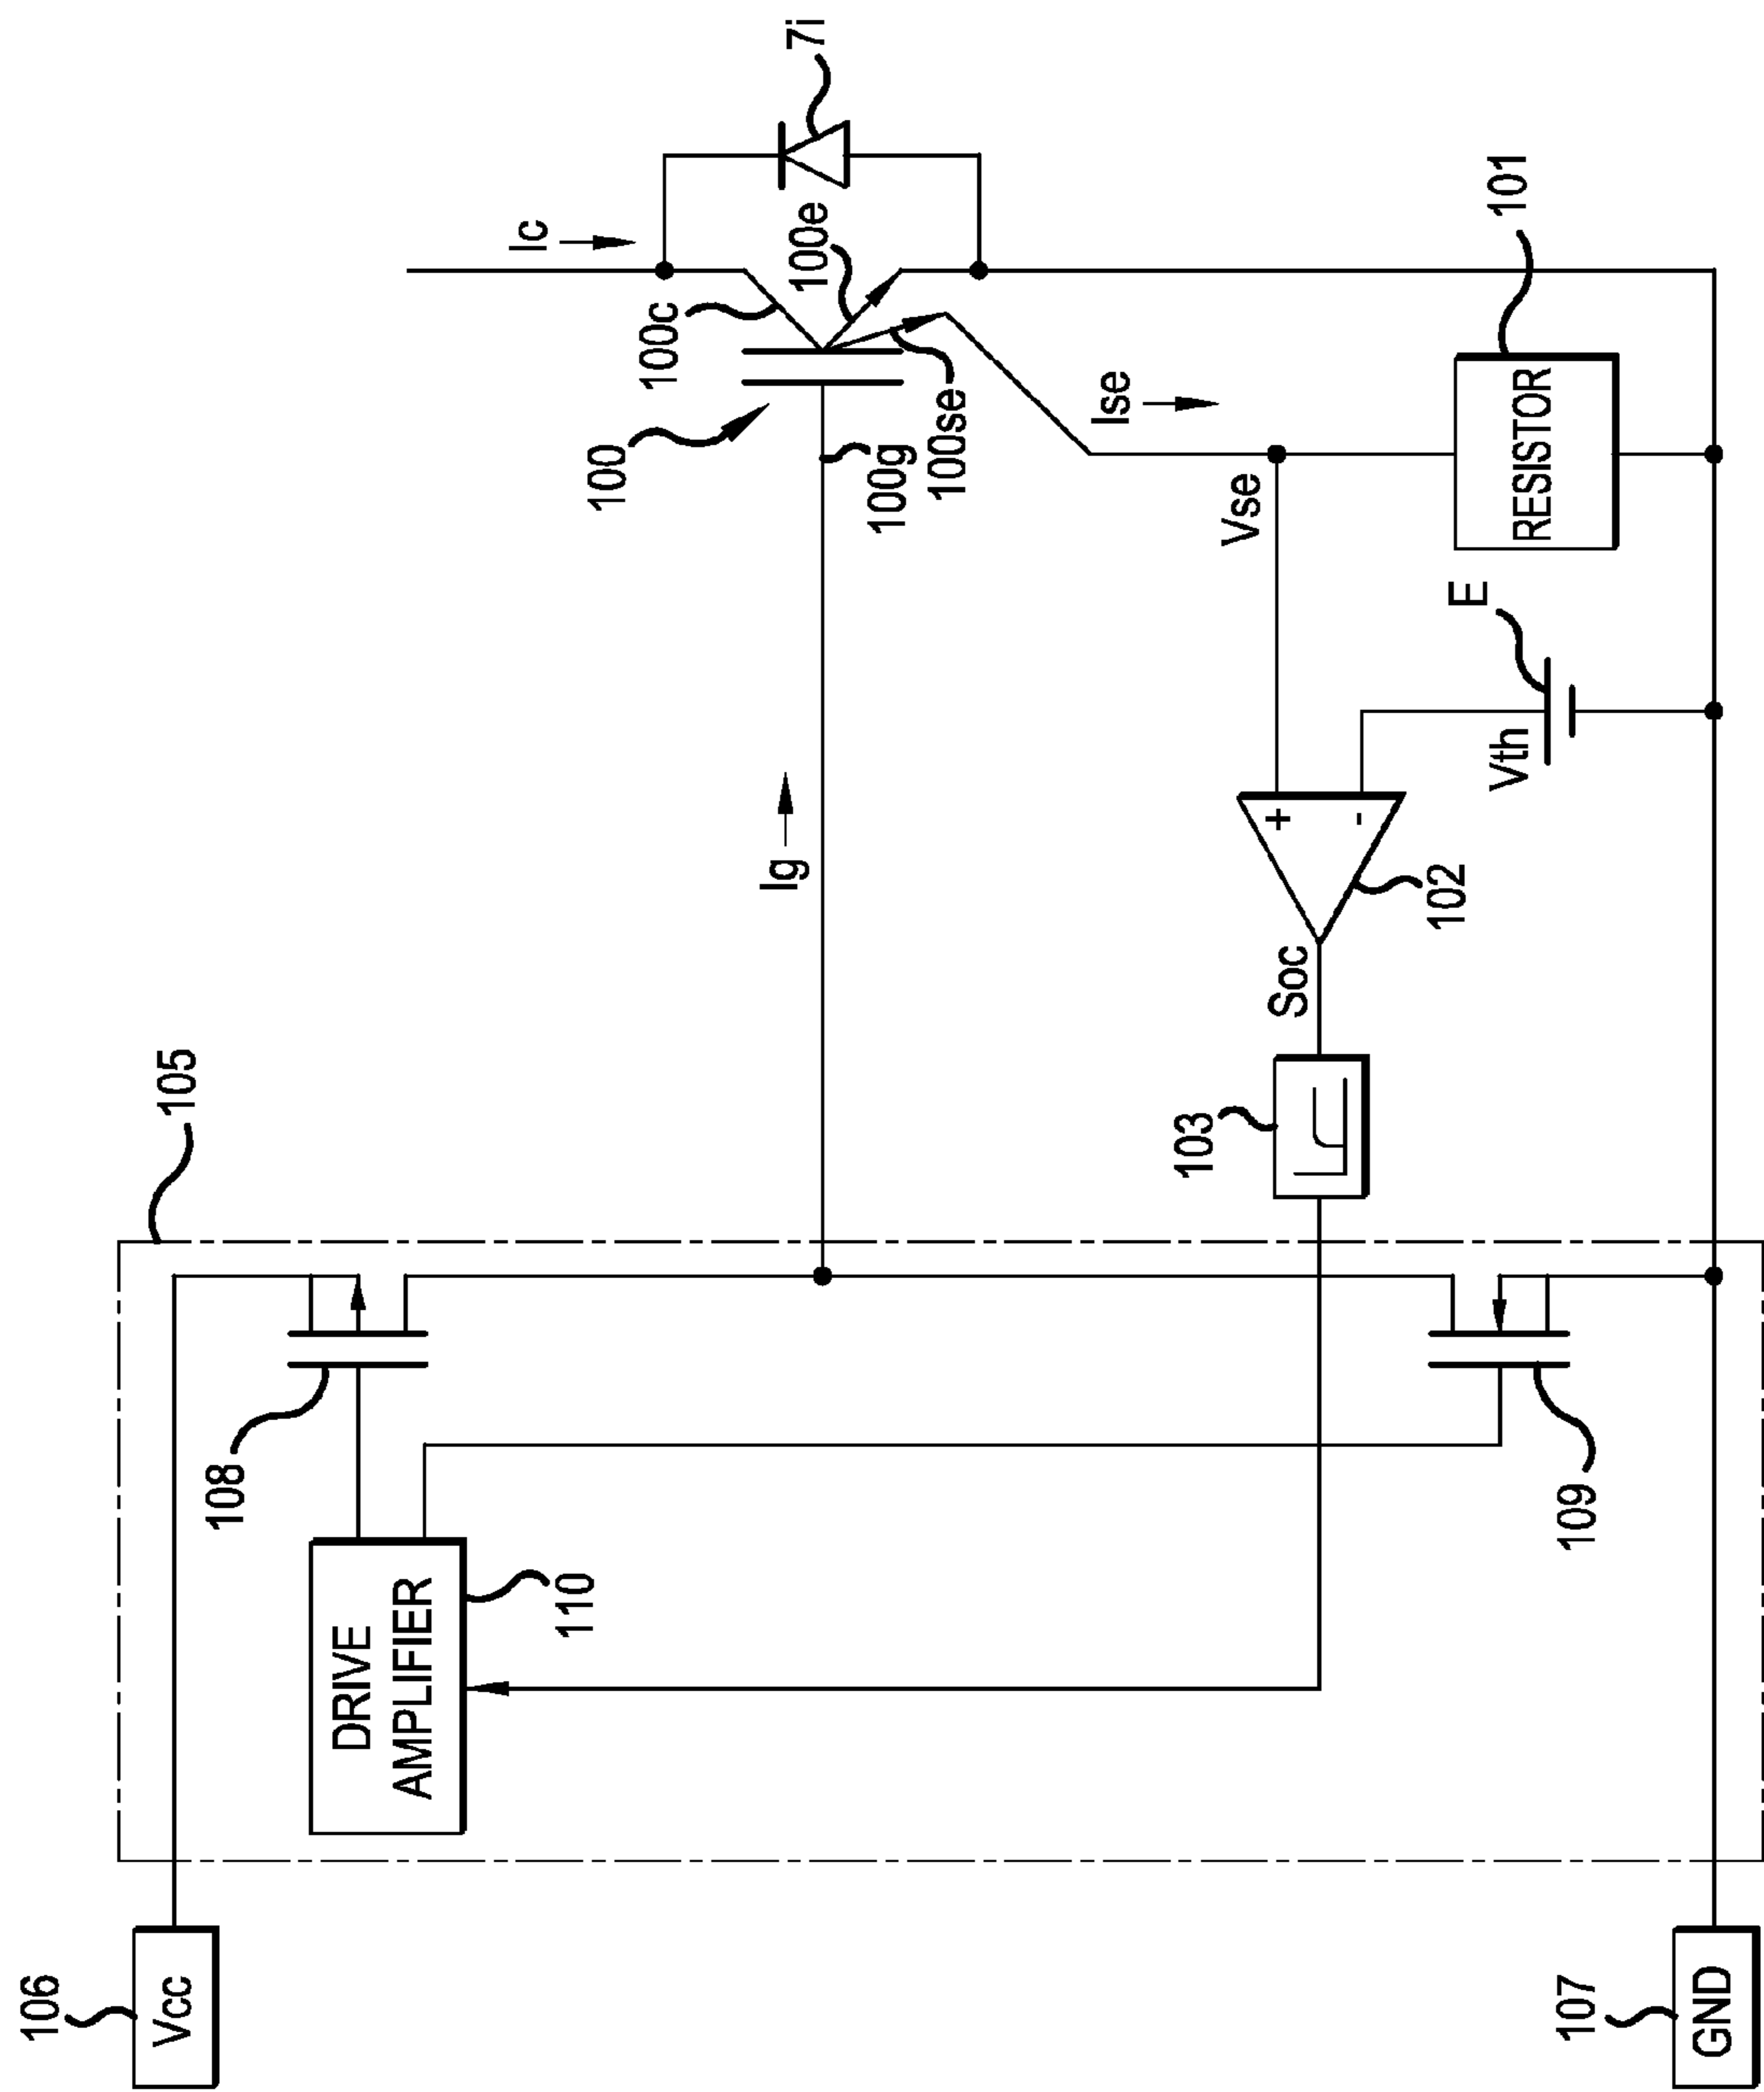 106
Vcc
105
108
DRIVE
AMPLIFIER
110
Ig
100
100c
Ic
7i
100e
100g
100se
Ise
Vse
103
Soc
+
-
102
Vth
E
RESISTOR
101
109
107
GND